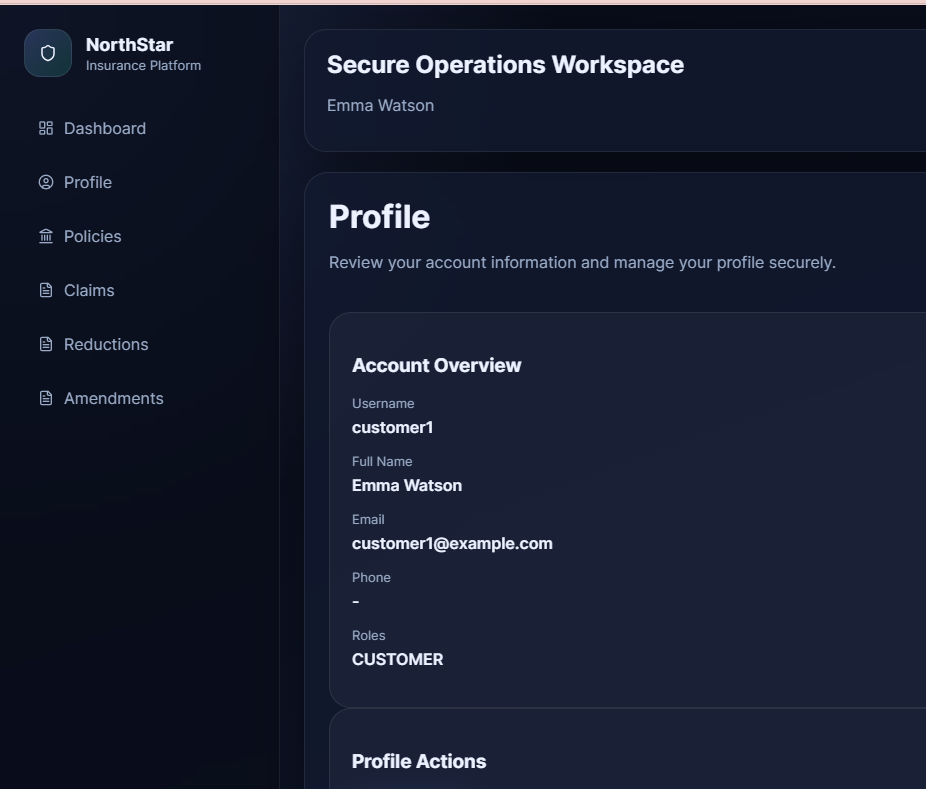 NorthStar
Insurance Platform
Dashboard
Profile
Policies
Claims
Reductions
Amendments
Secure Operations Workspace
Emma Watson
Profile
Review your account information and manage your profile securely.
Account Overview
Username
customer1
Full Name
Emma Watson
Email
customer1@example.com
Phone
-
Roles
CUSTOMER
Profile Actions